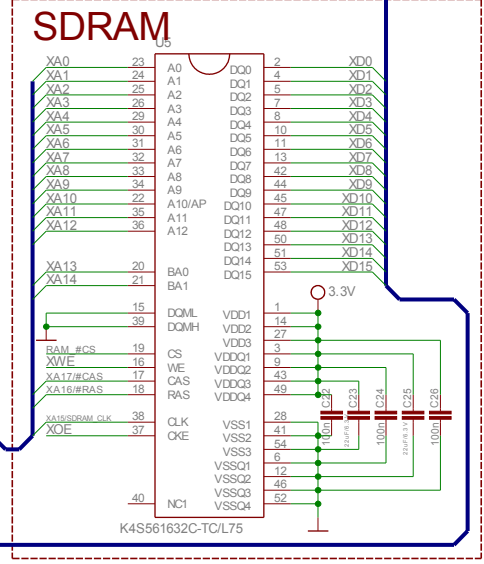 SDRAM
U5
XA0 23 A0 DQ0 2 XD0
XA1 24 A1 DQ1 4 XD1
XA2 25 A2 DQ2 5 XD2
XA3 26 A3 DQ3 7 XD3
XA4 29 A4 DQ4 8 XD4
XA5 30 A5 DQ5 10 XD5
XA6 31 A6 DQ6 11 XD6
XA7 32 A7 DQ7 13 XD7
XA8 33 A8 DQ8 42 XD8
XA9 34 A9 DQ9 44 XD9
XA10 22 A10/AP DQ10 45 XD10
XA11 35 A11 DQ11 47 XD11
XA12 36 A12 DQ12 48 XD12
DQ13 50 XD13
DQ14 51 XD14
XA13 20 BA0 DQ15 53 XD15
XA14 21 BA1
3.3V
15 DQML VDD1 1
39 DQMH VDD2 14
VDD3 27
RAM_#CS 19 CS VDDQ1 3
XWE 16 WE VDDQ2 9
XA17/#CAS 17 CAS VDDQ3 43
XA16/#RAS 18 RAS VDDQ4 49
C22 C23 C24 C25 C26
100n 22uF/6.3V 100n 22uF/6.3V 100n
XA15/SDRAM_CLK 38 CLK VSS1 28
XOE 37 CKE VSS2 41
VSS3 54
VSSQ1 6
VSSQ2 12
VSSQ3 46
40 NC1 VSSQ4 52
K4S561632C-TC/L75